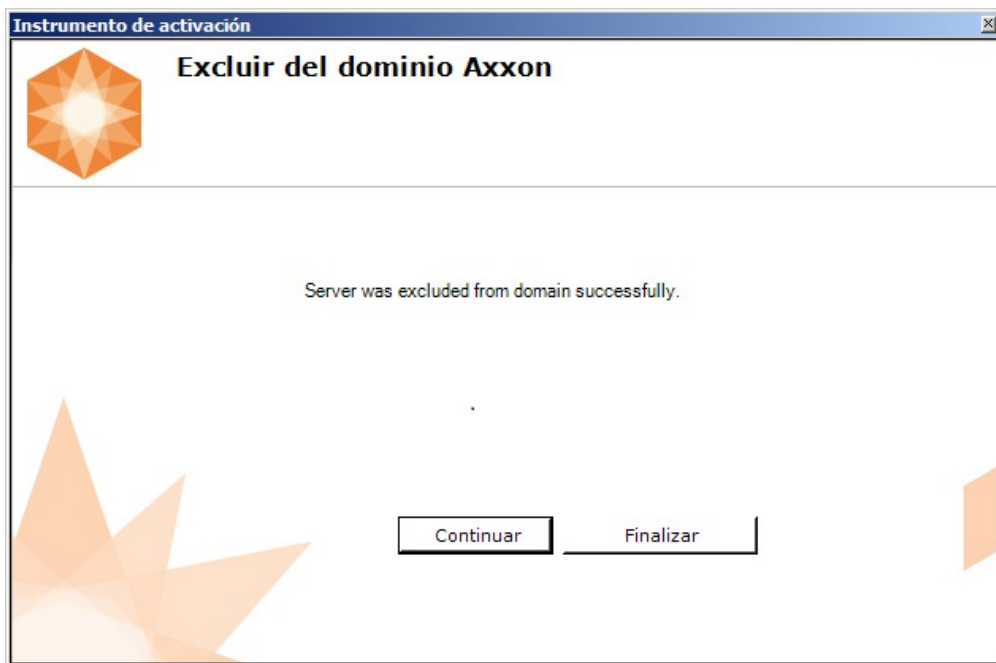 Instrumento de activación
Excluir del dominio Axxon
Server was excluded from domain successfully.
.
Continuar
Finalizar